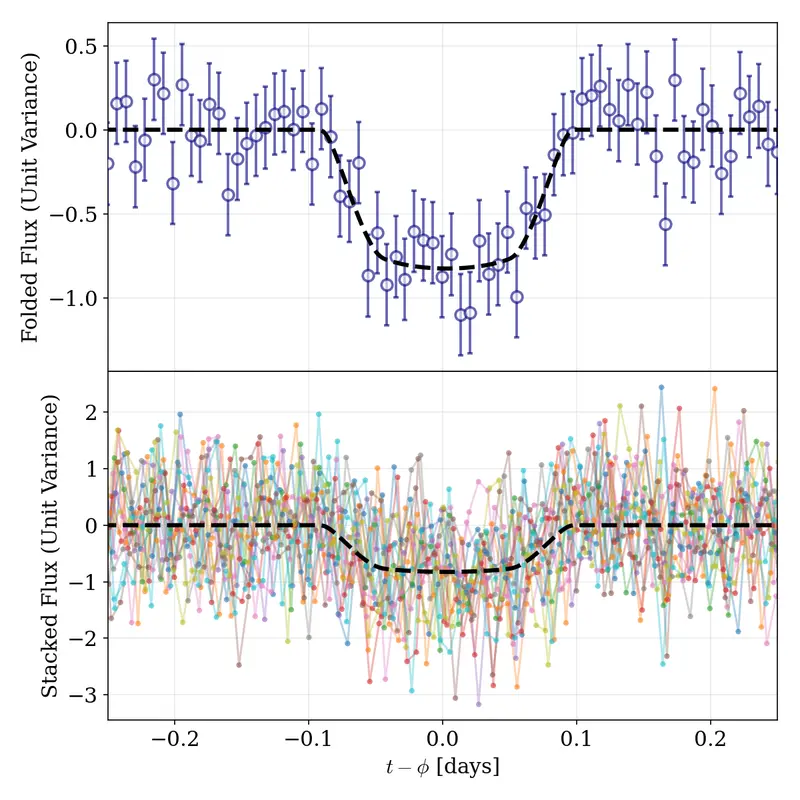 Folded Flux (Unit Variance)
0.5
0.0
−0.5
−1.0
Stacked Flux (Unit Variance)
2
1
0
−1
−2
−3
−0.2 −0.1 0.0 0.1 0.2
t − ϕ [days]